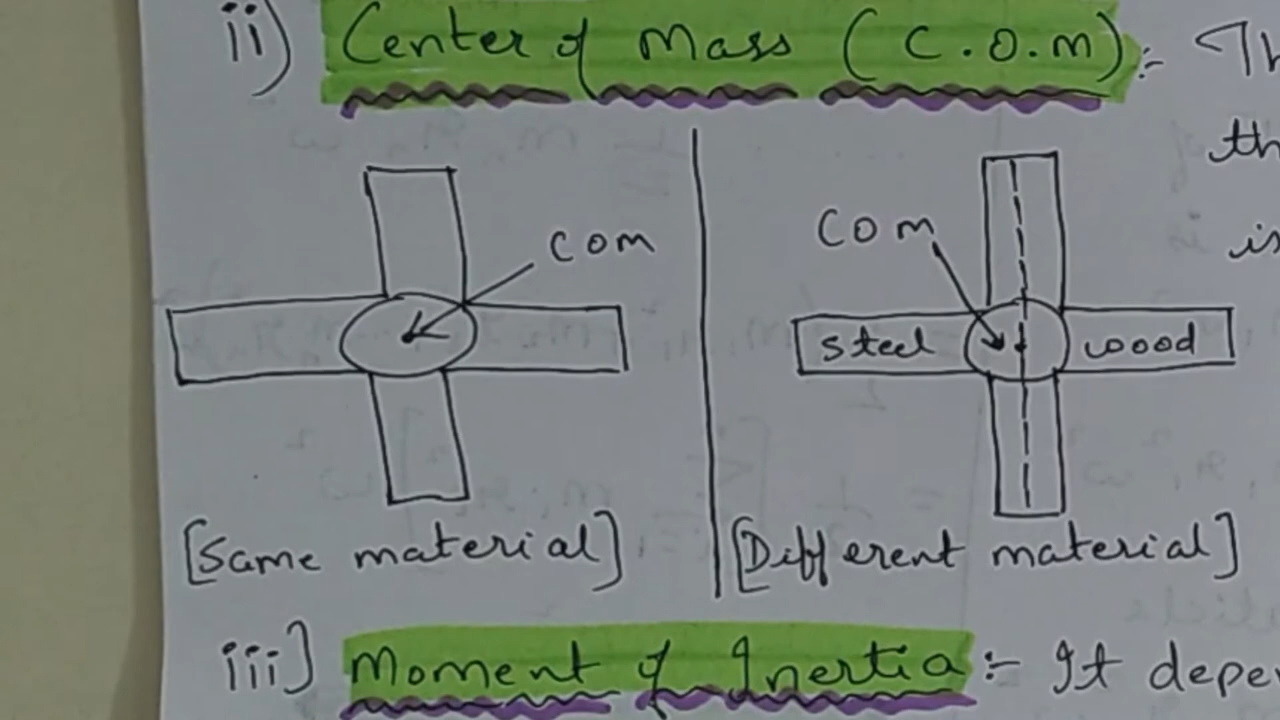 ii) Center of Mass (C.O.M) :- Th
th
is
COM
COM
steel wood
[Same material] [Different material]
iii] Moment of Inertia :- It depe